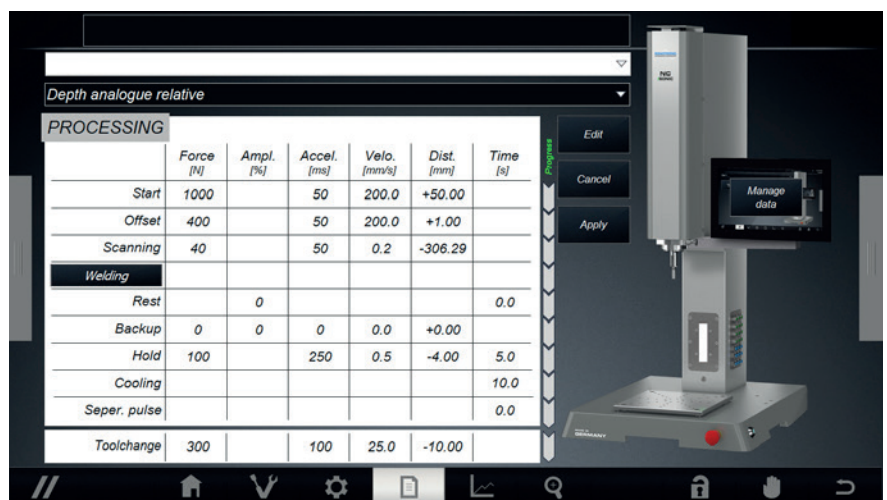 Depth analogue relative
PROCESSING
Force Ampl. Accel. Velo. Dist. Time
[N] [%] [ms] [mm/s] [mm] [s]
Start 1000 50 200.0 +50.00
Offset 400 50 200.0 +1.00
Scanning 40 50 0.2 -306.29
Welding
Rest 0 0.0
Backup 0 0 0 0.0 +0.00
Hold 100 250 0.5 -4.00 5.0
Cooling 10.0
Seper. pulse 0.0
Toolchange 300 100 25.0 -10.00
Progress
Edit
Cancel
Apply
NG
Manage
data
GERMANY